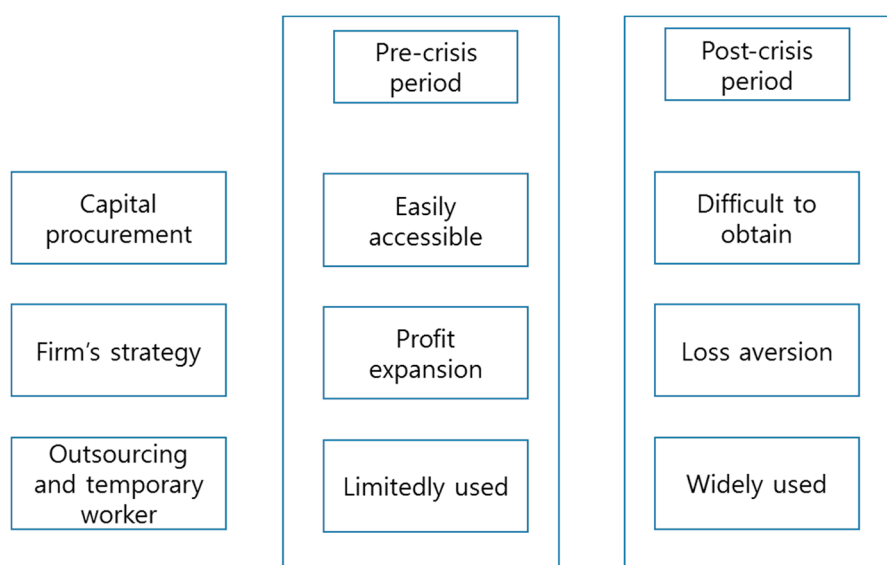 Pre-crisis
period
Post-crisis
period
Capital
procurement
Easily
accessible
Difficult to
obtain
Firm's strategy
Profit
expansion
Loss aversion
Outsourcing
and temporary
worker
Limitedly used
Widely used